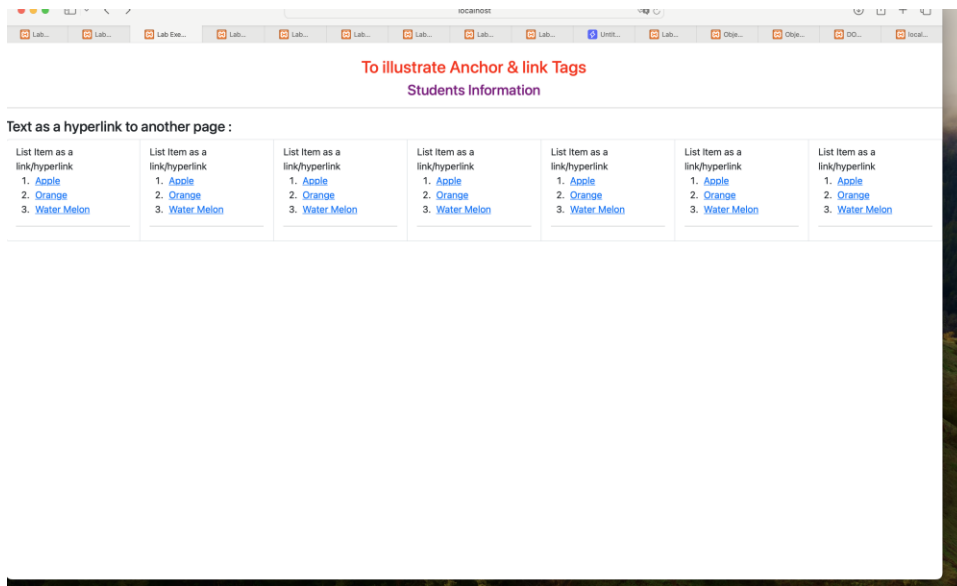 localhost
Lab... Lab... Lab Exe... Lab... Lab... Lab... Lab... Lab... Lab... Untit... Lab... Obje... Obje... DO... local...
To illustrate Anchor & link Tags
Students Information
Text as a hyperlink to another page :
List Item as a
link/hyperlink
1. Apple
2. Orange
3. Water Melon
List Item as a
link/hyperlink
1. Apple
2. Orange
3. Water Melon
List Item as a
link/hyperlink
1. Apple
2. Orange
3. Water Melon
List Item as a
link/hyperlink
1. Apple
2. Orange
3. Water Melon
List Item as a
link/hyperlink
1. Apple
2. Orange
3. Water Melon
List Item as a
link/hyperlink
1. Apple
2. Orange
3. Water Melon
List Item as a
link/hyperlink
1. Apple
2. Orange
3. Water Melon